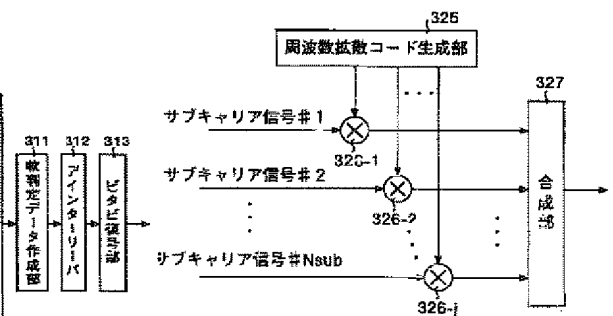 325
周波数拡散コード生成部
327
サブキャリア信号＃1
326-1
サブキャリア信号＃2
326-2
サブキャリア信号＃Nsub
326-j
合成部
311
軟判定データ作成部
312
デインターリーバ
313
ビタビ復号部